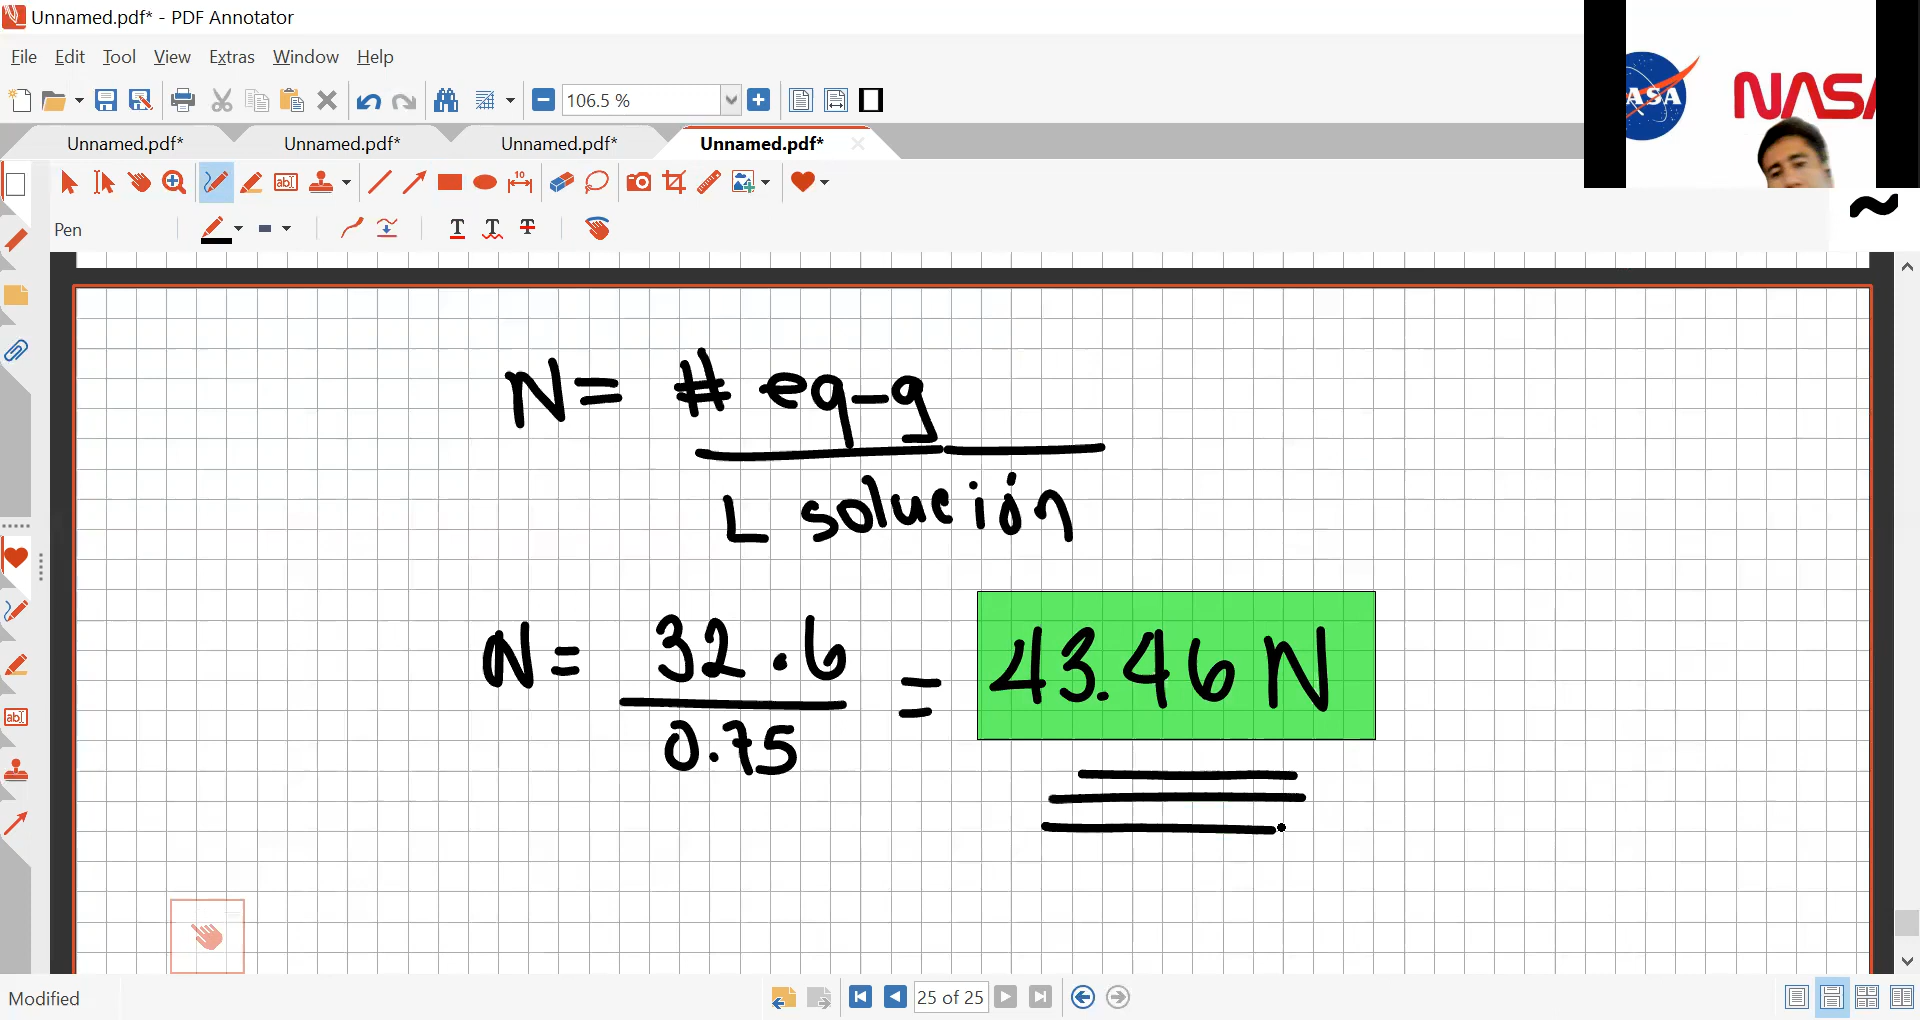 Unnamed.pdf* - PDF Annotator
File Edit Tool View Extras Window Help
106.5 %
Unnamed.pdf* Unnamed.pdf* Unnamed.pdf* Unnamed.pdf*
Pen
N = # eq-g
L solución
N = 32.6
0.75
= 43.46 N
NASA
ASA
~
Modified
25 of 25